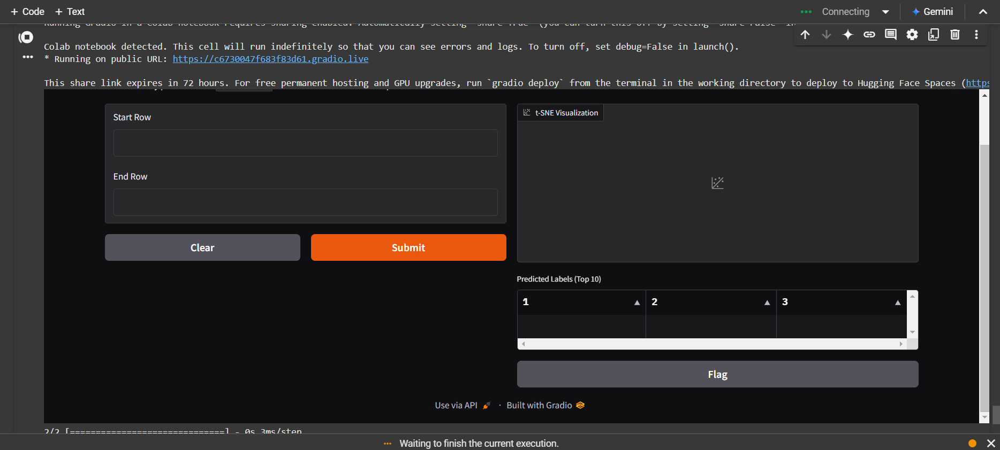 + Code + Text
Connecting
Gemini
Running Gradio in a Colab notebook requires sharing enabled. Automatically setting `share=True` (you can turn this off by setting `share=False` in
Colab notebook detected. This cell will run indefinitely so that you can see errors and logs. To turn off, set debug=False in launch().
* Running on public URL: https://c6730047f683f83d61.gradio.live
This share link expires in 72 hours. For free permanent hosting and GPU upgrades, run `gradio deploy` from the terminal in the working directory to deploy to Hugging Face Spaces (https
Start Row
End Row
Clear
Submit
t-SNE Visualization
Predicted Labels (Top 10)
1 2 3
Flag
Use via API · Built with Gradio
2/2 [==============================] - 0s 3ms/step
Waiting to finish the current execution.